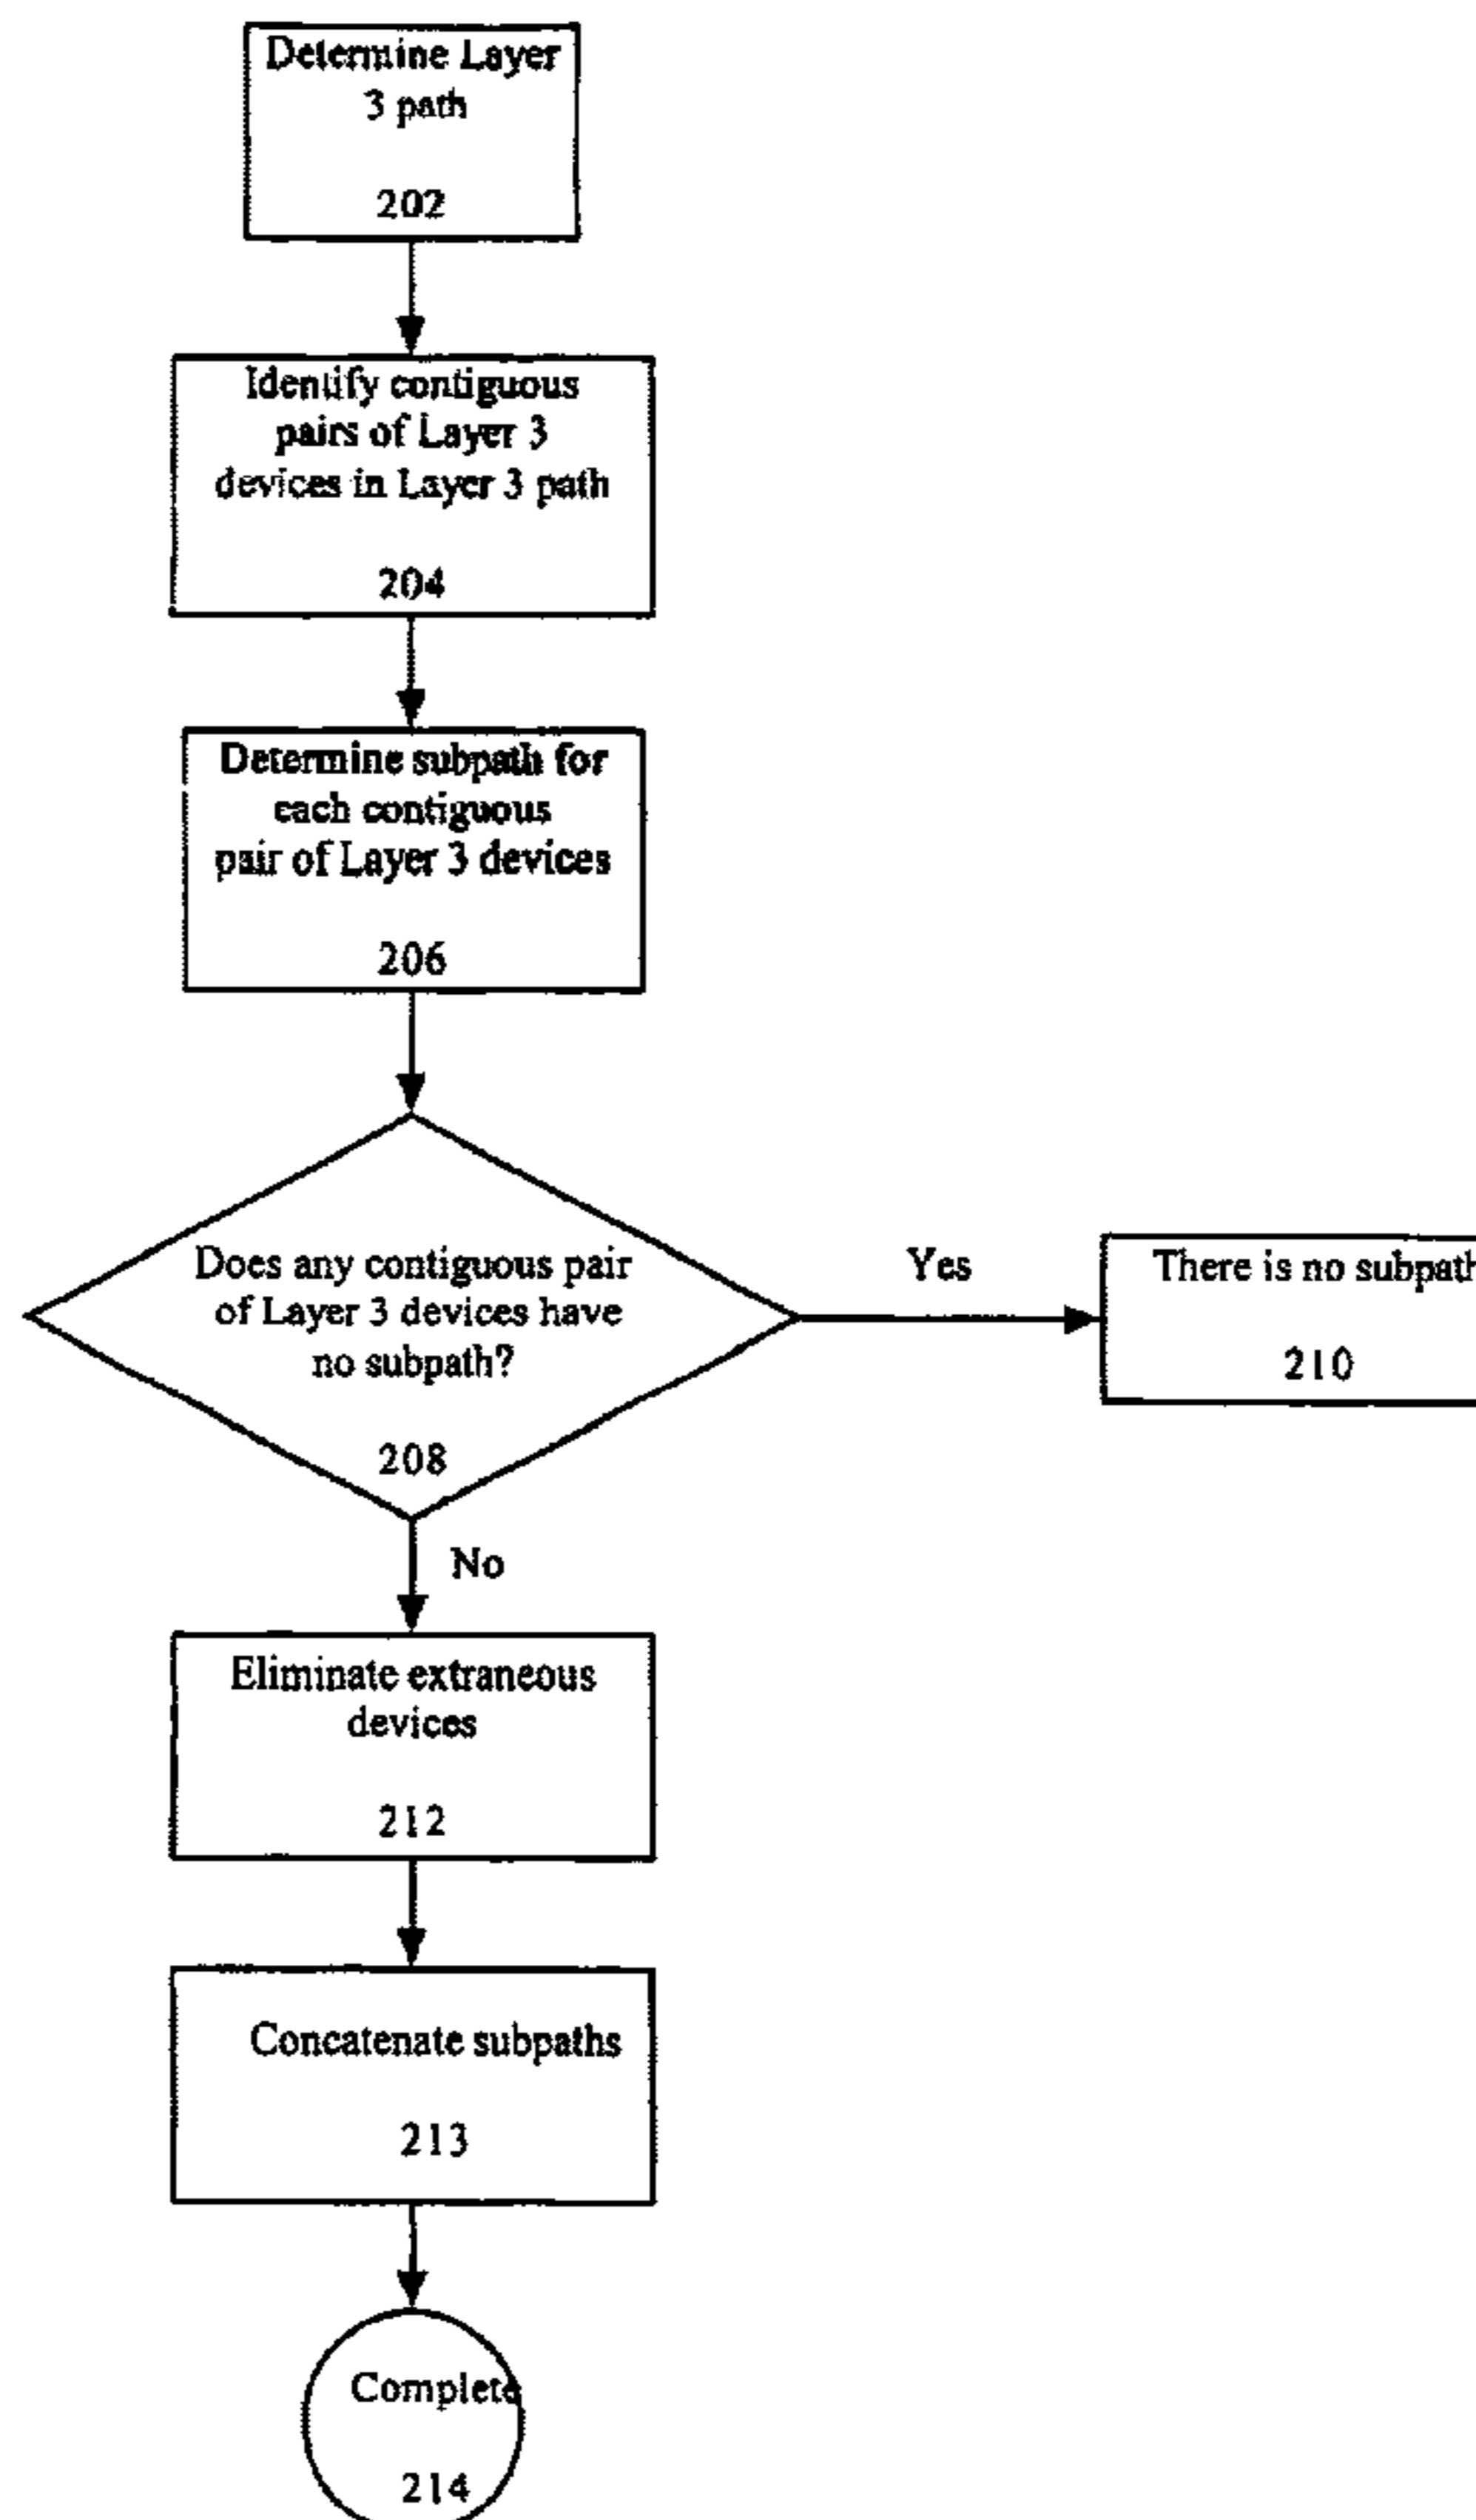 Determine Layer
3 path
202
Identify contiguous
pairs of Layer 3
devices in Layer 3 path
204
Determine subpath for
each contiguous
pair of Layer 3 devices
206
Does any contiguous pair
of Layer 3 devices have
no subpath?
208
Yes
There is no subpath
210
No
Eliminate extraneous
devices
212
Concatenate subpaths
213
Complete
214